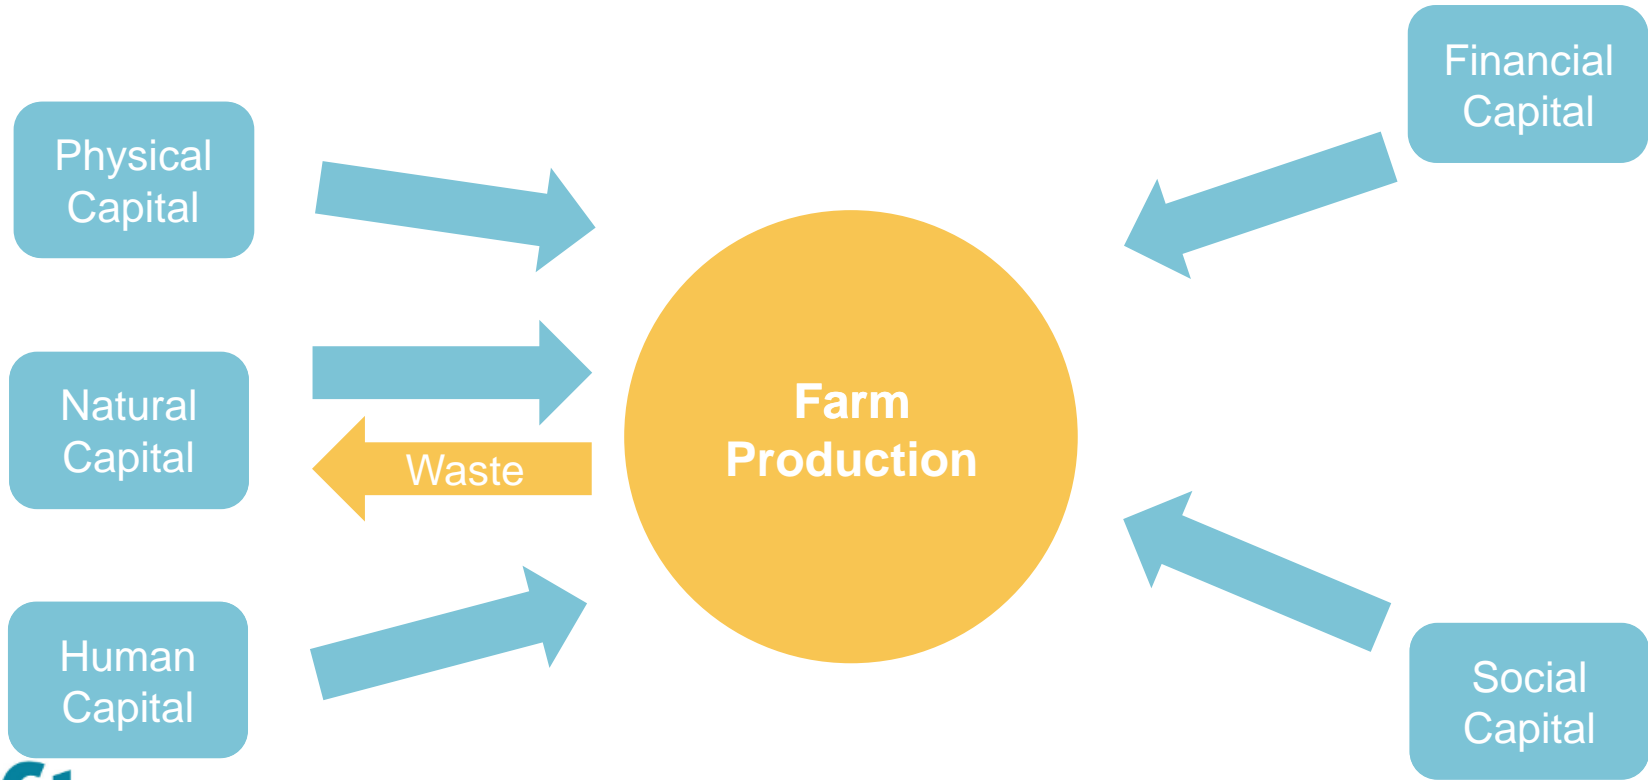 Physical
Capital
Natural
Capital
Human
Capital
Waste
Farm
Production
Financial
Capital
Social
Capital